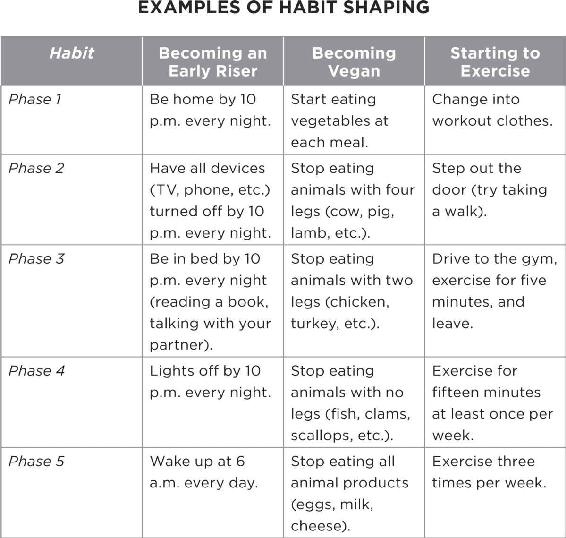 EXAMPLES OF HABIT SHAPING
Habit
Becoming an
Early Riser
Becoming
Vegan
Starting to
Exercise
Phase 1
Be home by 10
p.m. every night.
Start eating
vegetables at
each meal.
Change into
workout clothes.
Phase 2
Have all devices
(TV, phone, etc.)
turned off by 10
p.m. every night.
Stop eating
animals with four
legs (cow, pig,
lamb, etc.).
Step out the
door (try taking
a walk).
Phase 3
Be in bed by 10
p.m. every night
(reading a book,
talking with your
partner).
Stop eating
animals with two
legs (chicken,
turkey, etc.).
Drive to the gym,
exercise for five
minutes, and
leave.
Phase 4
Lights off by 10
p.m. every night.
Stop eating
animals with no
legs (fish, clams,
scallops, etc.).
Exercise for
fifteen minutes
at least once per
week.
Phase 5
Wake up at 6
a.m. every day.
Stop eating all
animal products
(eggs, milk,
cheese).
Exercise three
times per week.